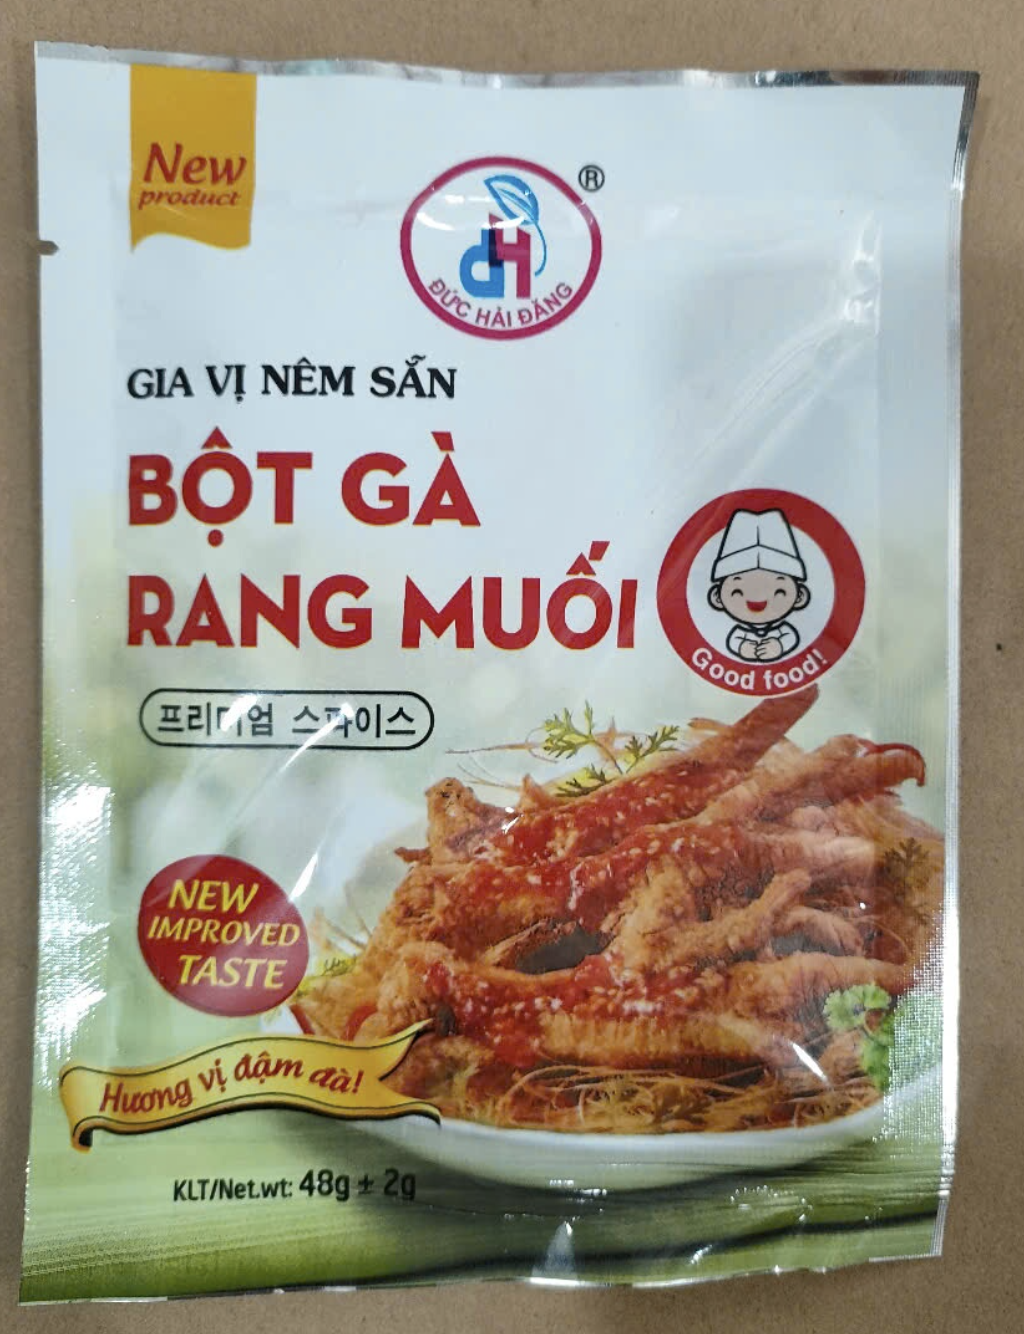 New
product
®
dH
ĐỨC HẢI ĐĂNG
GIA VỊ NÊM SẴN
BỘT GÀ
RANG MUỐI
Good food!
프리미엄 스파이스
NEW
IMPROVED
TASTE
Hương vị đậm đà!
KLT/Net.wt: 48g ± 2g